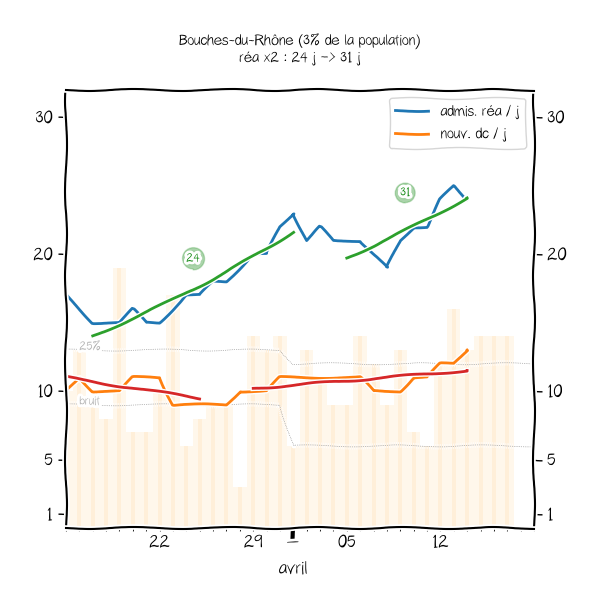 Bouches-du-Rhône (3% de la population)
réa x2 : 24 j -> 31 j
admis. réa / j
nouv. dc / j
30
30
31
24
20
20
25%
10
bruit
10
5
5
1
1
22
29
05
12
avril